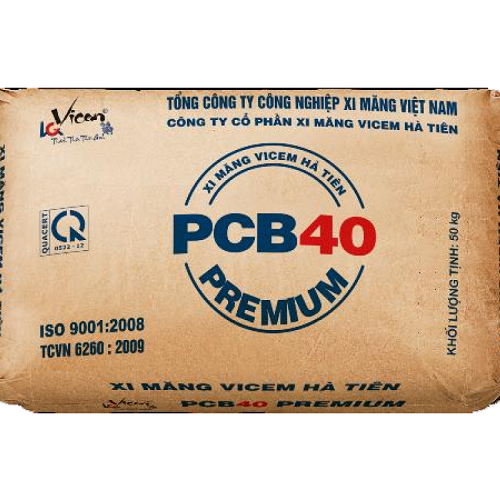 Vicem
TỔNG CÔNG TY CÔNG NGHIỆP XI MĂNG VIỆT NAM
CÔNG TY CỔ PHẦN XI MĂNG VICEM HÀ TIÊN
XI MĂNG VICEM HÀ TIÊN
PCB40
PREMIUM
QUACERT
KHỐI LƯỢNG TỊNH: 50 kg
ISO 9001:2008
TCVN 6260 : 2009
XI MĂNG VICEM HÀ TIÊN
PCB40 PREMIUM